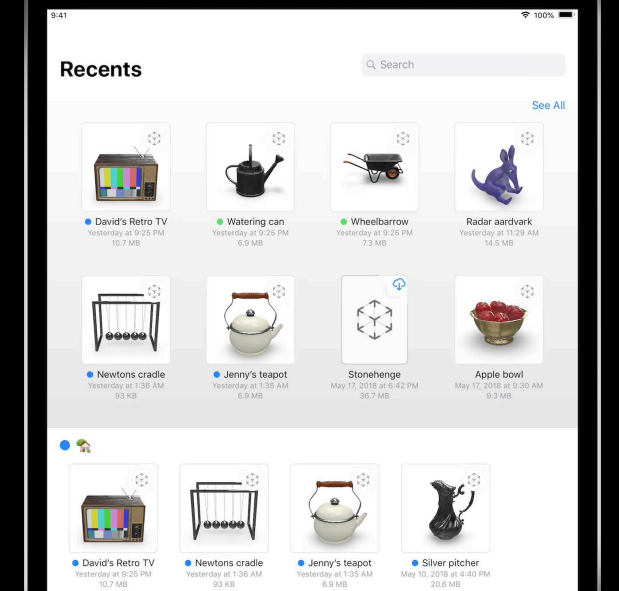 9:41
100%
Recents
Search
See All
David's Retro TV
Yesterday at 9:25 PM
10.7 MB
Watering can
Yesterday at 9:25 PM
6.9 MB
Wheelbarrow
Yesterday at 9:25 PM
7.3 MB
Radar aardvark
Yesterday at 11:29 AM
14.5 MB
Newtons cradle
Yesterday at 1:36 AM
93 KB
Jenny's teapot
Yesterday at 1:35 AM
6.9 MB
Stonehenge
May 17, 2018 at 6:42 PM
36.7 MB
Apple bowl
May 17, 2018 at 9:30 AM
9.3 MB
David's Retro TV
Yesterday at 9:25 PM
10.7 MB
Newtons cradle
Yesterday at 1:36 AM
93 KB
Jenny's teapot
Yesterday at 1:35 AM
6.9 MB
Silver pitcher
May 10, 2018 at 4:40 PM
20.6 MB